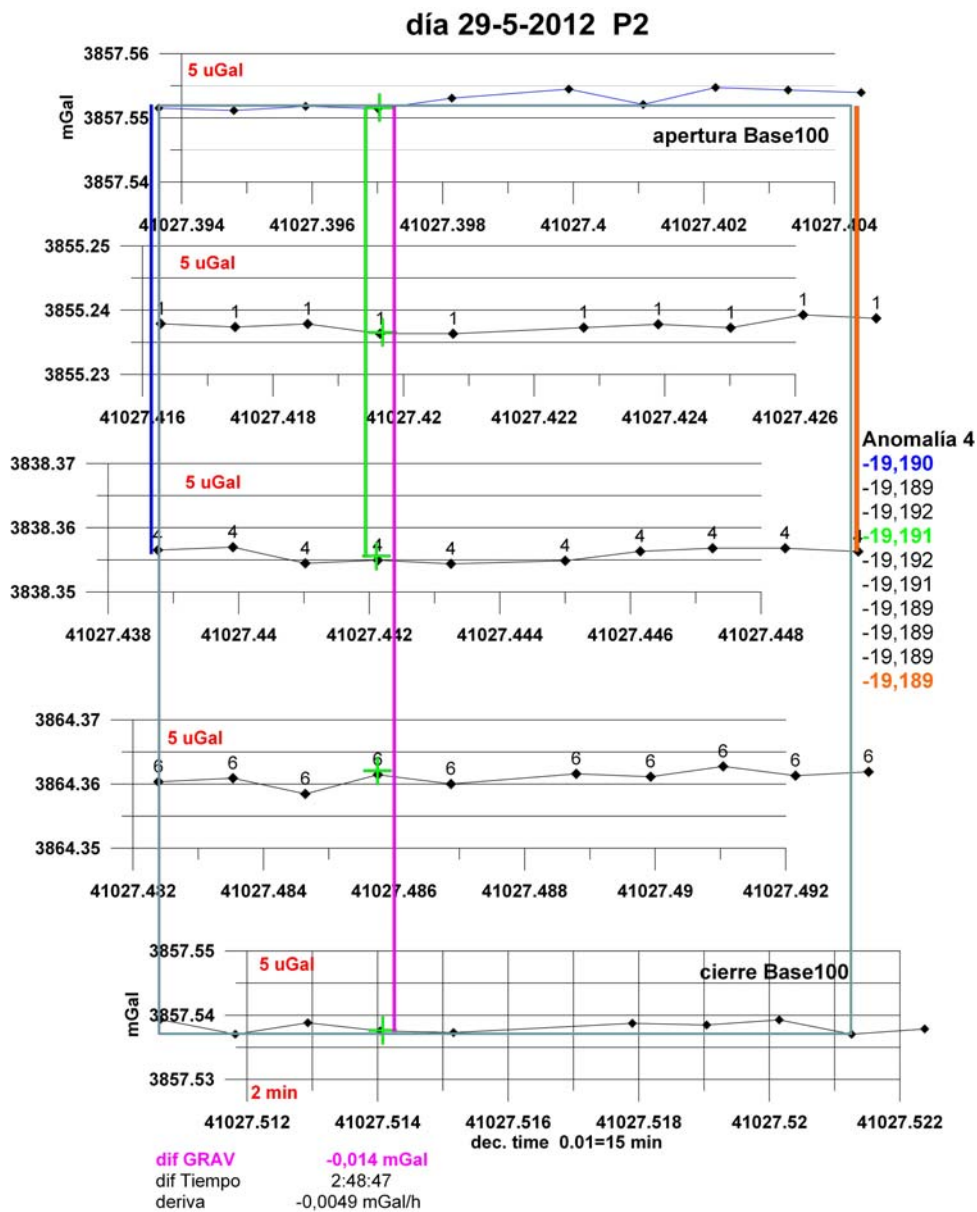 día 29-5-2012 P2
3857.56
5 uGal
mGal
3857.55
apertura Base100
3857.54
41027.394 41027.396 41027.398 41027.4 41027.402 41027.404
3855.25
5 uGal
1 1 1 1 1 1 1 1 1 1
3855.24
3855.23
41027.416 41027.418 41027.42 41027.422 41027.424 41027.426
Anomalía 4
-19,190
-19,189
-19,192
-19,191
-19,192
-19,191
-19,189
-19,189
-19,189
-19,189
3838.37
5 uGal
3838.36
4 4 4 4 4 4 4 4 4 4
3838.35
41027.438 41027.44 41027.442 41027.444 41027.446 41027.448
3864.37
5 uGal
6 6 6 6 6 6 6 6 6 6
3864.36
3864.35
41027.482 41027.484 41027.486 41027.488 41027.49 41027.492
3857.55
5 uGal
cierre Base100
mGal
3857.54
3857.53
2 min
41027.512 41027.514 41027.516 41027.518 41027.52 41027.522
dec. time 0.01=15 min
dif GRAV -0,014 mGal
dif Tiempo 2:48:47
deriva -0,0049 mGal/h